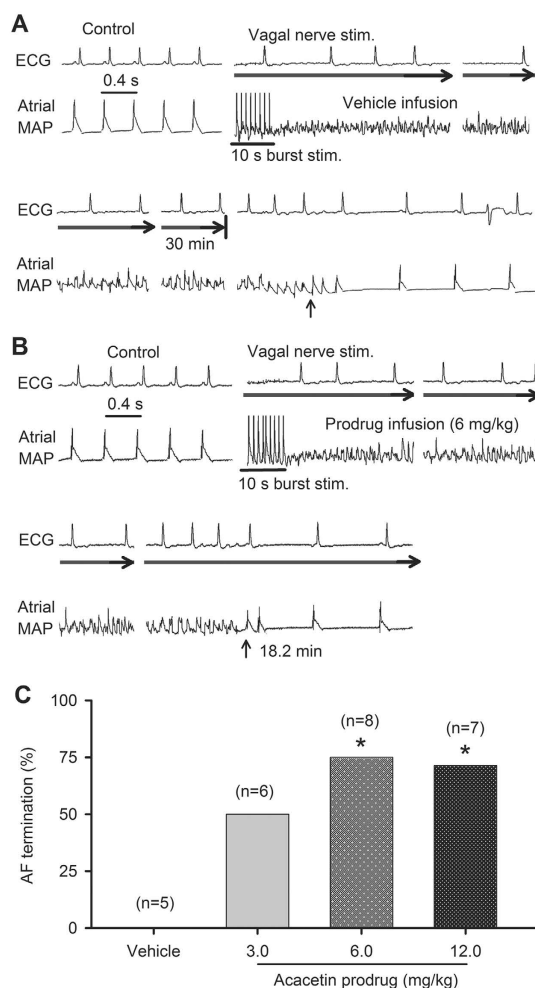 A
Control
Vagal nerve stim.
ECG
0.4 s
Atrial
MAP
Vehicle infusion
10 s burst stim.
ECG
30 min
Atrial
MAP
B
Control
Vagal nerve stim.
ECG
0.4 s
Atrial
MAP
Prodrug infusion (6 mg/kg)
10 s burst stim.
ECG
Atrial
MAP
18.2 min
C
AF termination (%)
100
75
50
25
0
(n=5)
(n=6)
(n=8)
*
(n=7)
*
Vehicle 3.0 6.0 12.0
Acacetin prodrug (mg/kg)